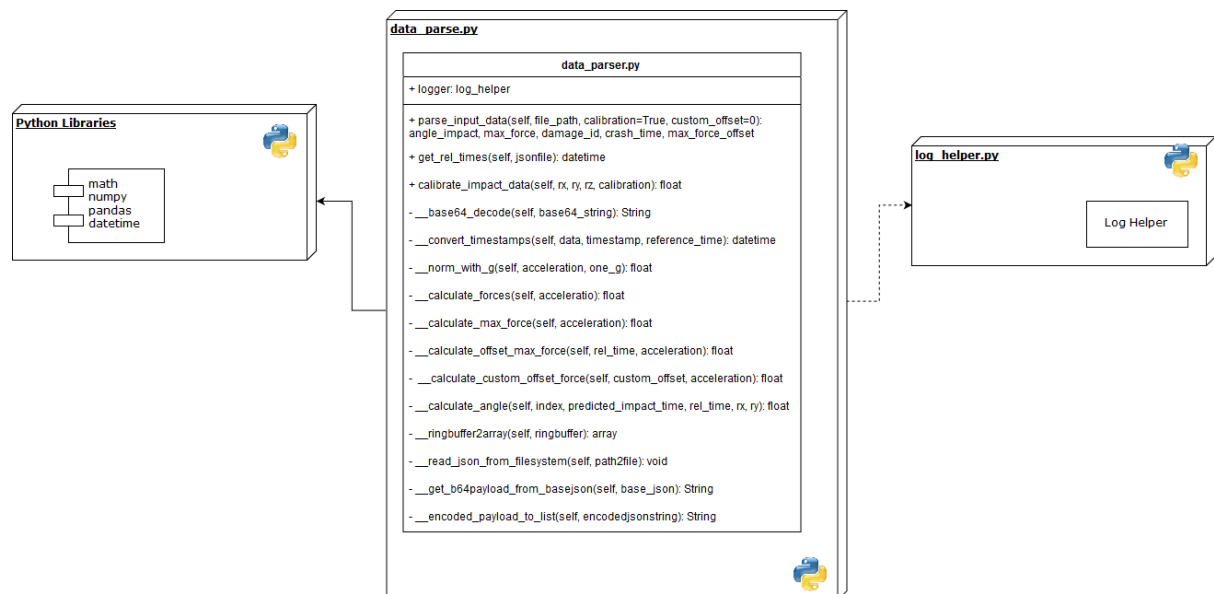 data_parse.py
data_parser.py
+ logger: log_helper
+ parse_input_data(self, file_path, calibration=True, custom_offset=0):
angle_impact, max_force, damage_id, crash_time, max_force_offset
+ get_rel_times(self, jsonfile): datetime
+ calibrate_impact_data(self, rx, ry, rz, calibration): float
- __base64_decode(self, base64_string): String
- __convert_timestamps(self, data, timestamp, reference_time): datetime
- __norm_with_g(self, acceleration, one_g): float
- __calculate_forces(self, acceleratio): float
- __calculate_max_force(self, acceleration): float
- __calculate_offset_max_force(self, rel_time, acceleration): float
- __calculate_custom_offset_force(self, custom_offset, acceleration): float
- __calculate_angle(self, index, predicted_impact_time, rel_time, rx, ry): float
- __ringbuffer2array(self, ringbuffer): array
- __read_json_from_filesystem(self, path2file): void
- __get_b64payload_from_basejson(self, base_json): String
- __encoded_payload_to_list(self, encodedjsonstring): String
Python Libraries
math
numpy
pandas
datetime
log_helper.py
Log Helper